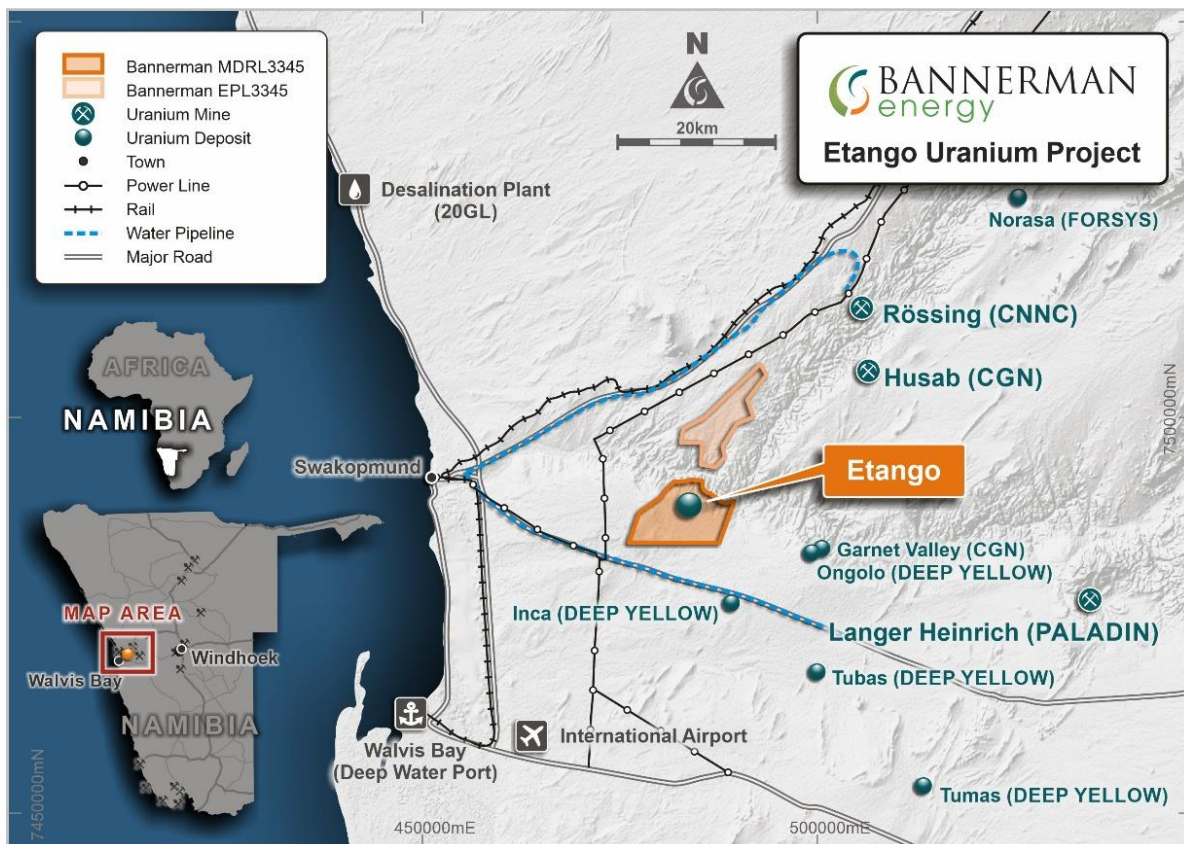 Bannerman MDRL3345
Bannerman EPL3345
Uranium Mine
Uranium Deposit
Town
Power Line
Rail
Water Pipeline
Major Road
N
20km
BANNERMAN
energy
Etango Uranium Project
Desalination Plant
(20GL)
Norasa (FORSYS)
Rössing (CNNC)
Husab (CGN)
7500000mN
AFRICA
NAMIBIA
Swakopmund
Etango
Garnet Valley (CGN)
Ongolo (DEEP YELLOW)
Inca (DEEP YELLOW)
Langer Heinrich (PALADIN)
Tubas (DEEP YELLOW)
MAP AREA
Windhoek
Walvis Bay
NAMIBIA
Walvis Bay
(Deep Water Port)
International Airport
Tumas (DEEP YELLOW)
7450000mN
450000mE
500000mE